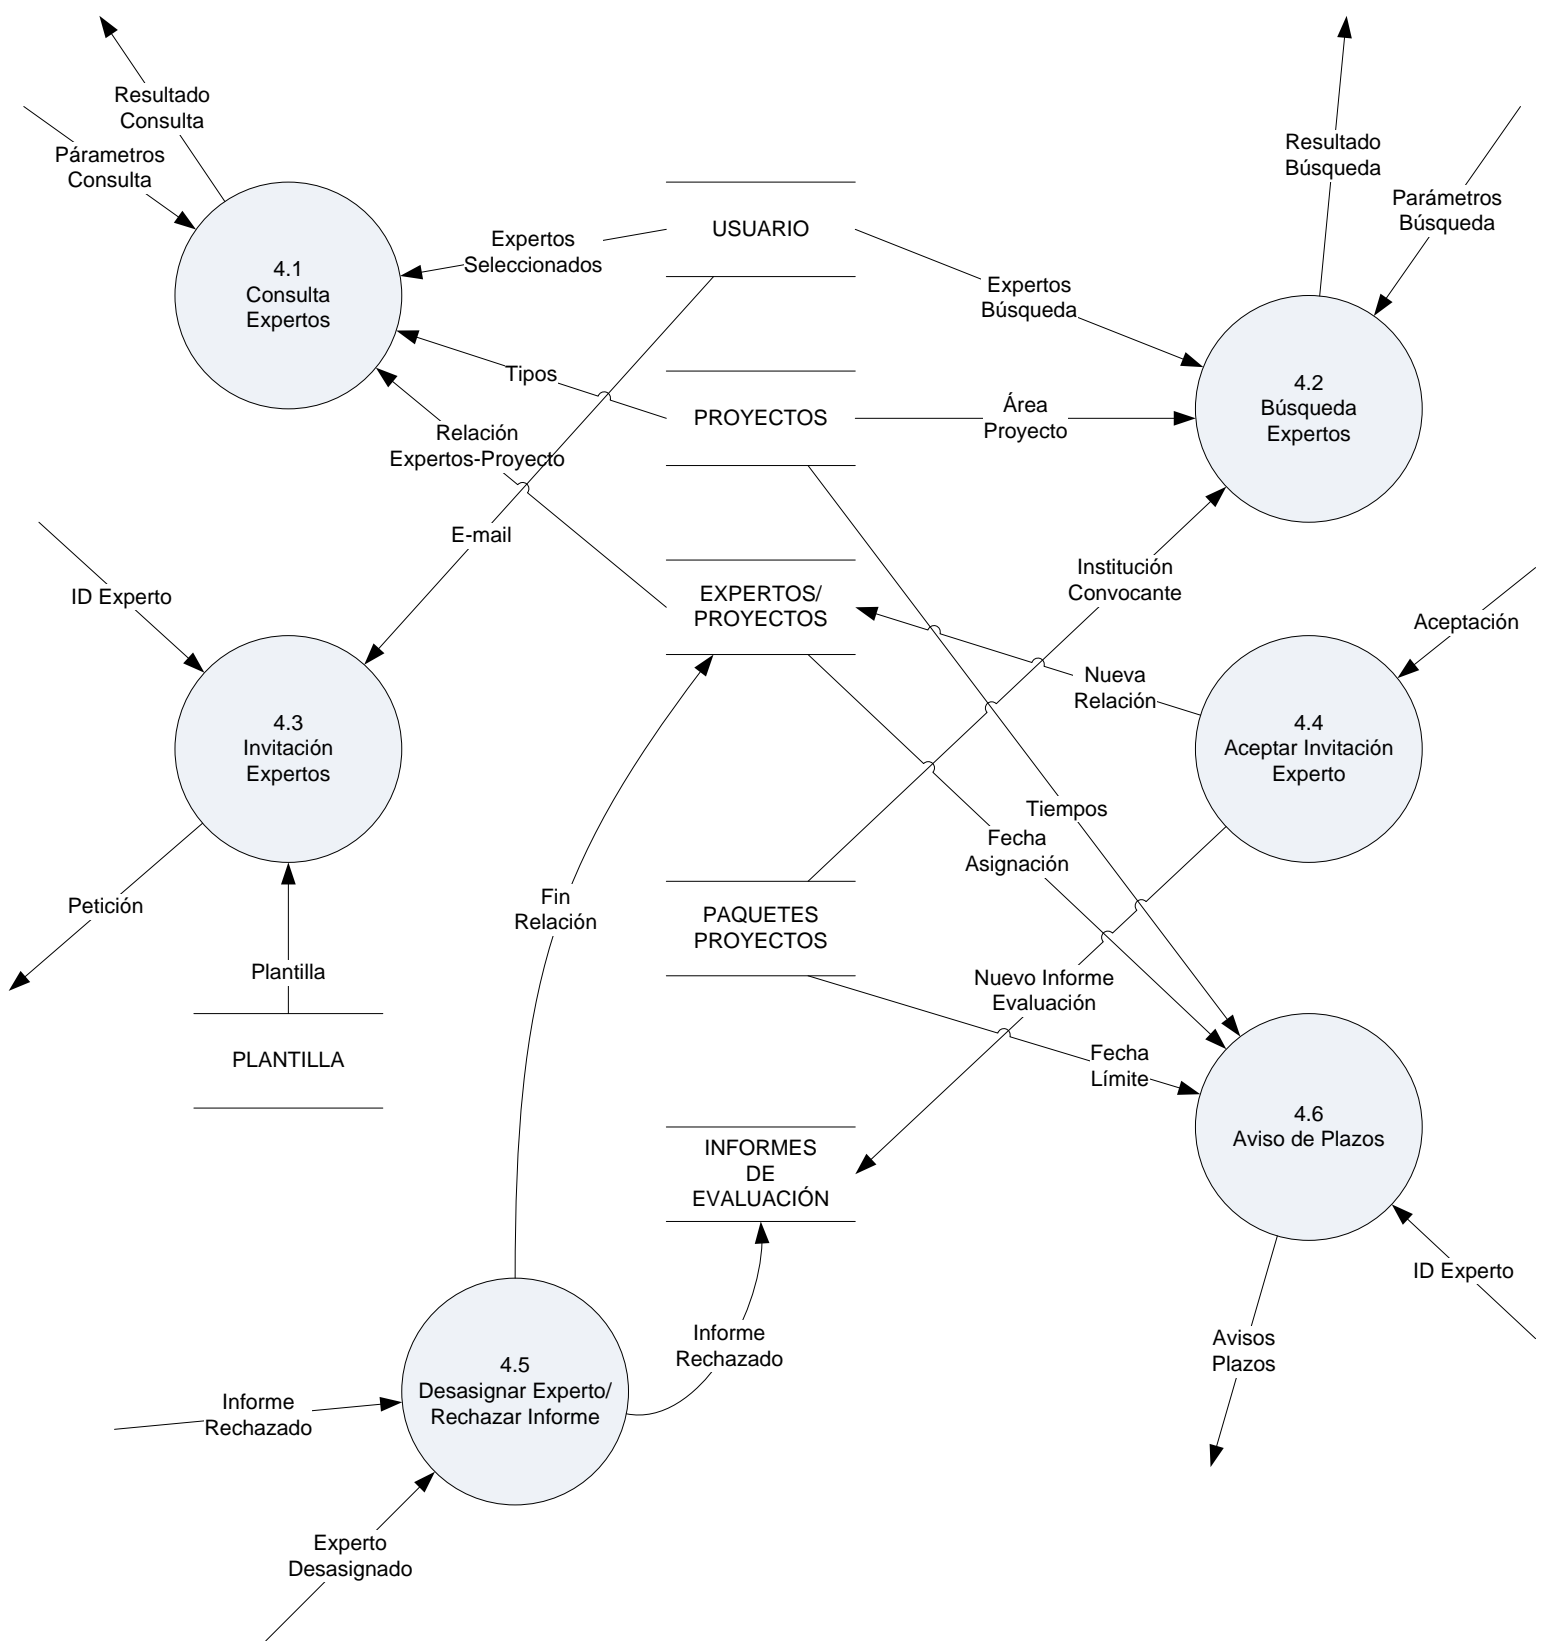 Resultado
Consulta
Párametros
Consulta
Resultado
Búsqueda
Parámetros
Búsqueda
USUARIO
Expertos
Seleccionados
4.1
Consulta
Expertos
Expertos
Búsqueda
Tipos
PROYECTOS
Área
Proyecto
4.2
Búsqueda
Expertos
Relación
Expertos-Proyecto
E-mail
ID Experto
EXPERTOS/
PROYECTOS
Institución
Convocante
Aceptación
Nueva
Relación
4.3
Invitación
Expertos
4.4
Aceptar Invitación
Experto
Tiempos
Fecha
Asignación
Petición
Fin
Relación
PAQUETES
PROYECTOS
Plantilla
Nuevo Informe
Evaluación
PLANTILLA
Fecha
Límite
4.6
Aviso de Plazos
INFORMES
DE
EVALUACIÓN
ID Experto
Informe
Rechazado
Avisos
Plazos
4.5
Desasignar Experto/
Rechazar Informe
Informe
Rechazado
Experto
Desasignado